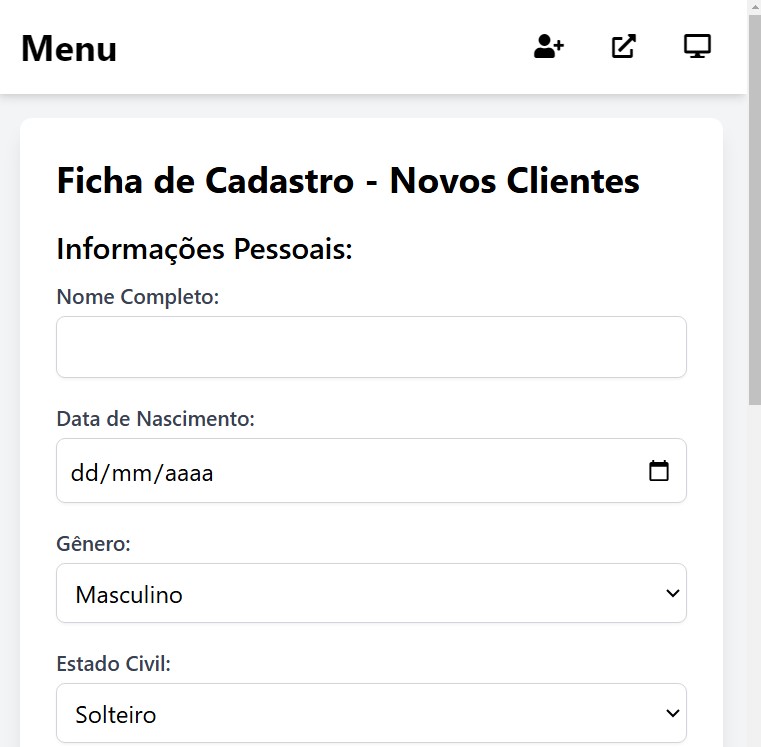 Menu
Ficha de Cadastro - Novos Clientes
Informações Pessoais:
Nome Completo:
Data de Nascimento:
dd/mm/aaaa
Gênero:
Masculino
Estado Civil:
Solteiro